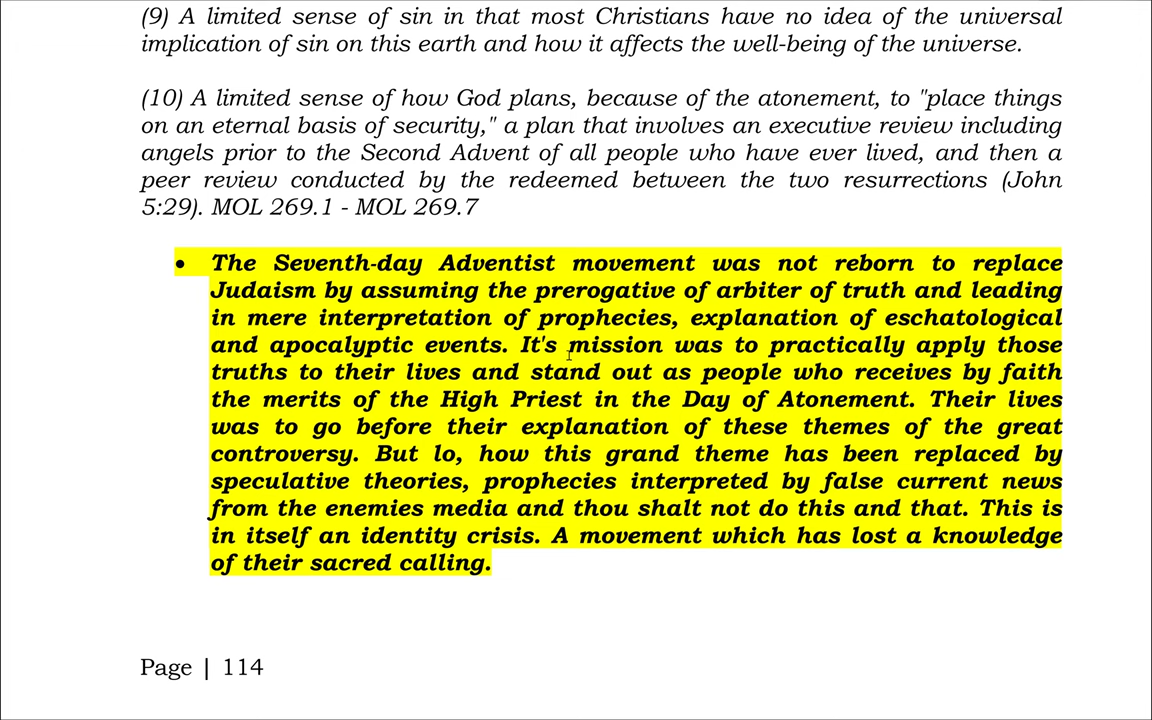 (9) A limited sense of sin in that most Christians have no idea of the universal
implication of sin on this earth and how it affects the well-being of the universe.
(10) A limited sense of how God plans, because of the atonement, to "place things
on an eternal basis of security," a plan that involves an executive review including
angels prior to the Second Advent of all people who have ever lived, and then a
peer review conducted by the redeemed between the two resurrections (John
5:29). MOL 269.1 - MOL 269.7
• The Seventh-day Adventist movement was not reborn to replace
Judaism by assuming the prerogative of arbiter of truth and leading
in mere interpretation of prophecies, explanation of eschatological
and apocalyptic events. It's mission was to practically apply those
truths to their lives and stand out as people who receives by faith
the merits of the High Priest in the Day of Atonement. Their lives
was to go before their explanation of these themes of the great
controversy. But lo, how this grand theme has been replaced by
speculative theories, prophecies interpreted by false current news
from the enemies media and thou shalt not do this and that. This is
in itself an identity crisis. A movement which has lost a knowledge
of their sacred calling.
Page | 114